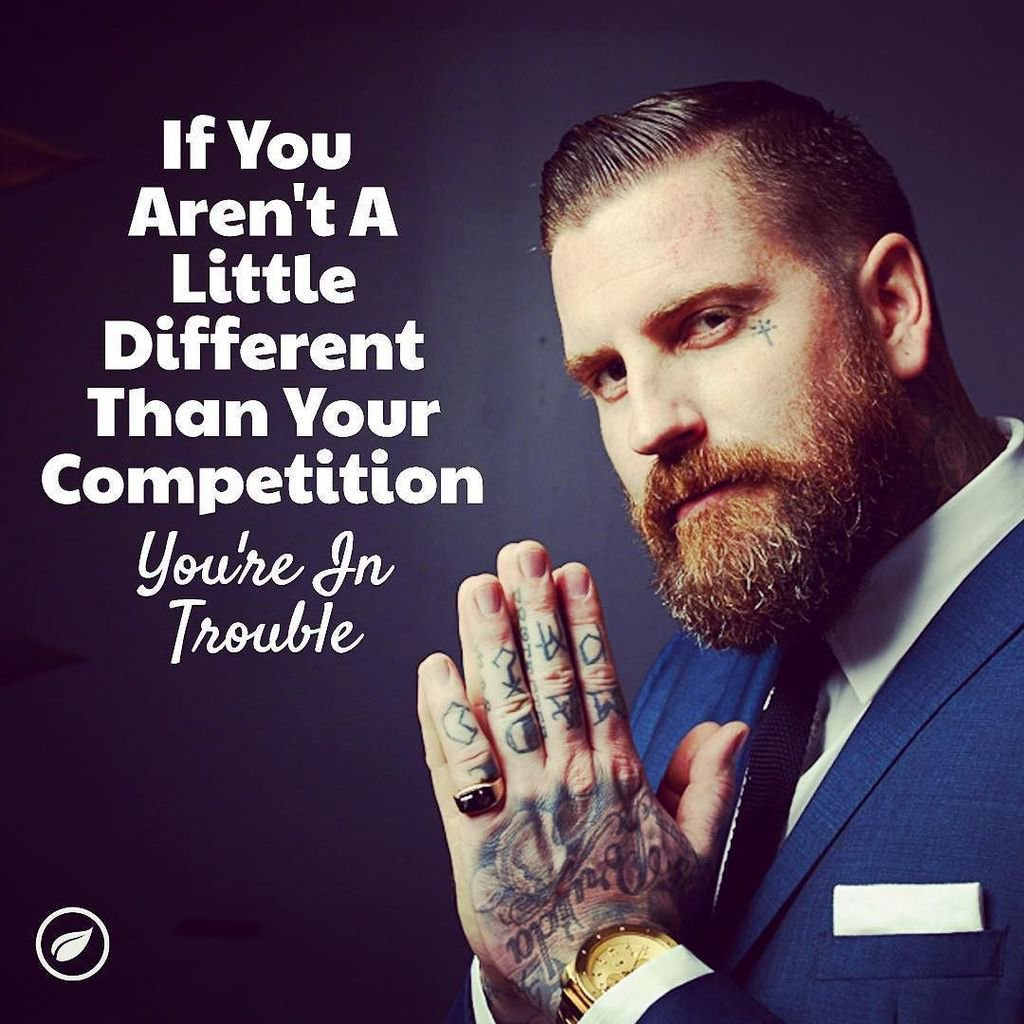 If You
Aren't A
Little
Different
Than Your
Competition
You're In
Trouble